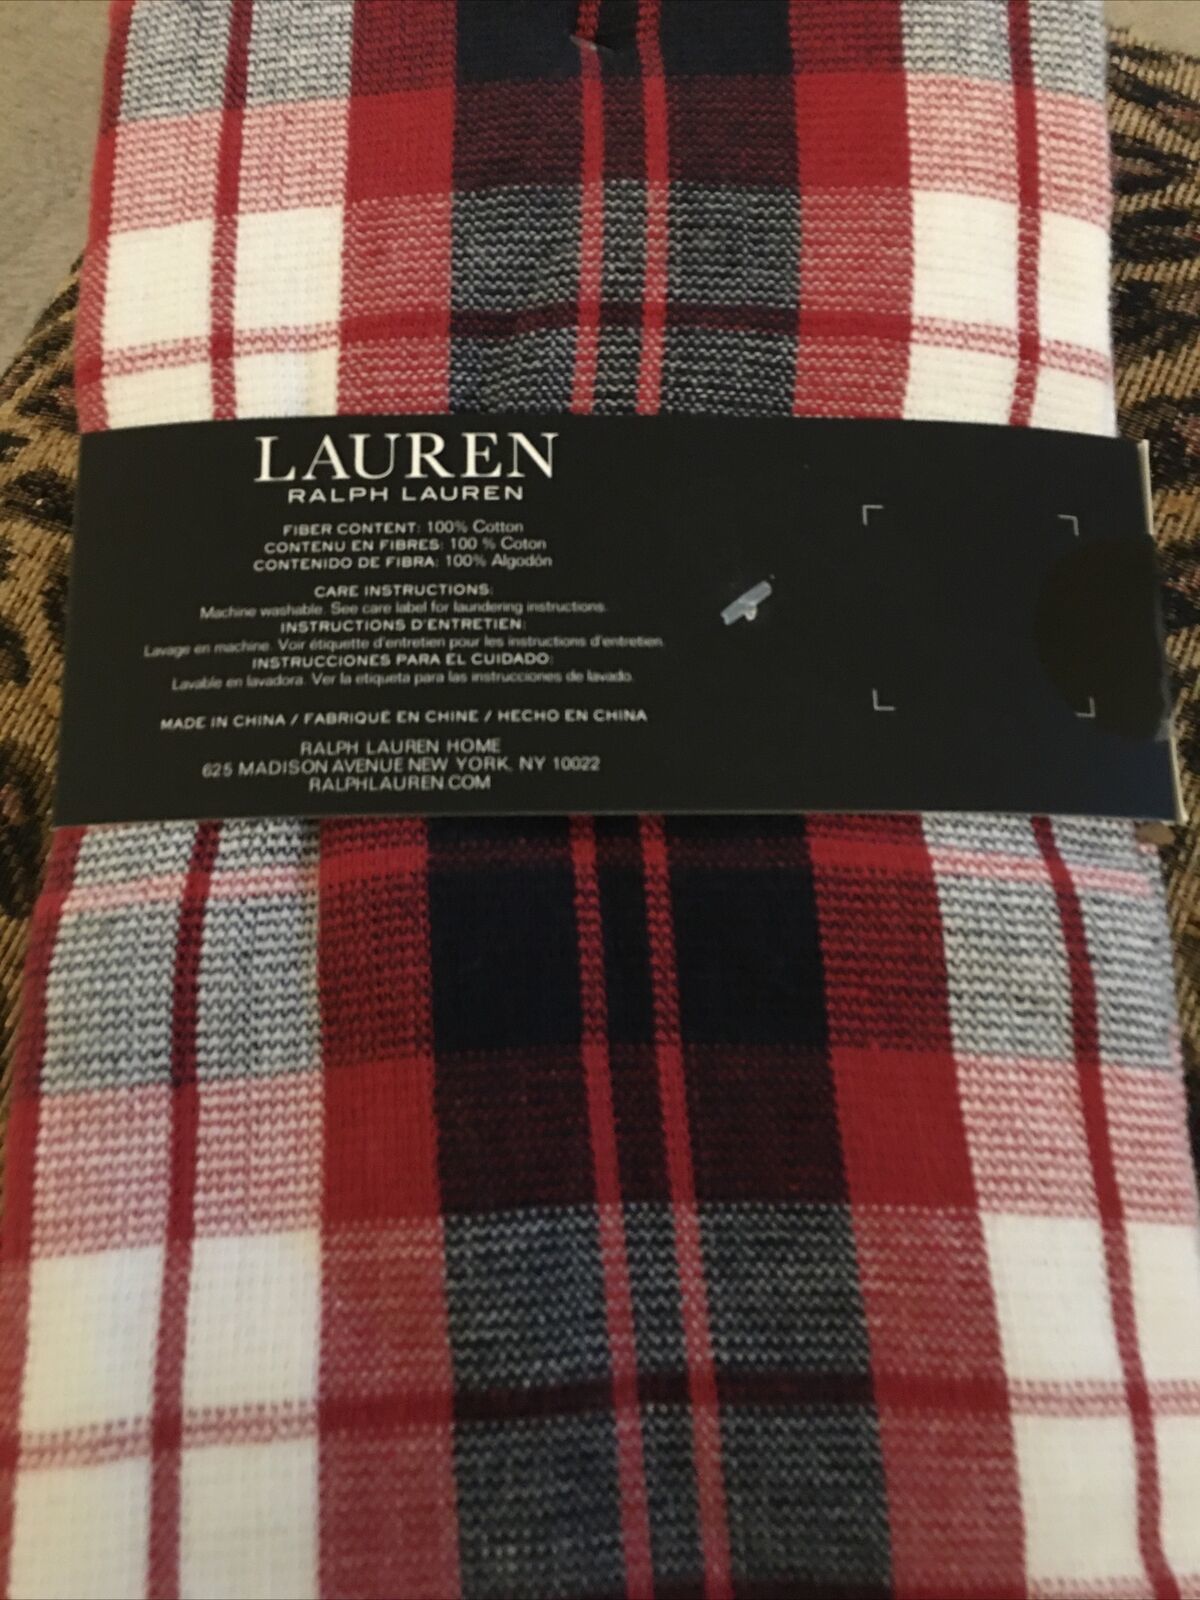 LAUREN
RALPH LAUREN
FIBER CONTENT: 100% Cotton
CONTENU EN FIBRES: 100 % Coton
CONTENIDO DE FIBRA: 100% Algodón
CARE INSTRUCTIONS:
Machine washable. See care label for laundering instructions.
INSTRUCTIONS D'ENTRETIEN:
Lavage en machine. Voir étiquette d'entretien pour les instructions d'entretien.
INSTRUCCIONES PARA EL CUIDADO:
Lavable en lavadora. Ver la etiqueta para las instrucciones de lavado.
MADE IN CHINA / FABRIQUÉ EN CHINE / HECHO EN CHINA
RALPH LAUREN HOME
625 MADISON AVENUE NEW YORK, NY 10022
RALPHLAUREN.COM